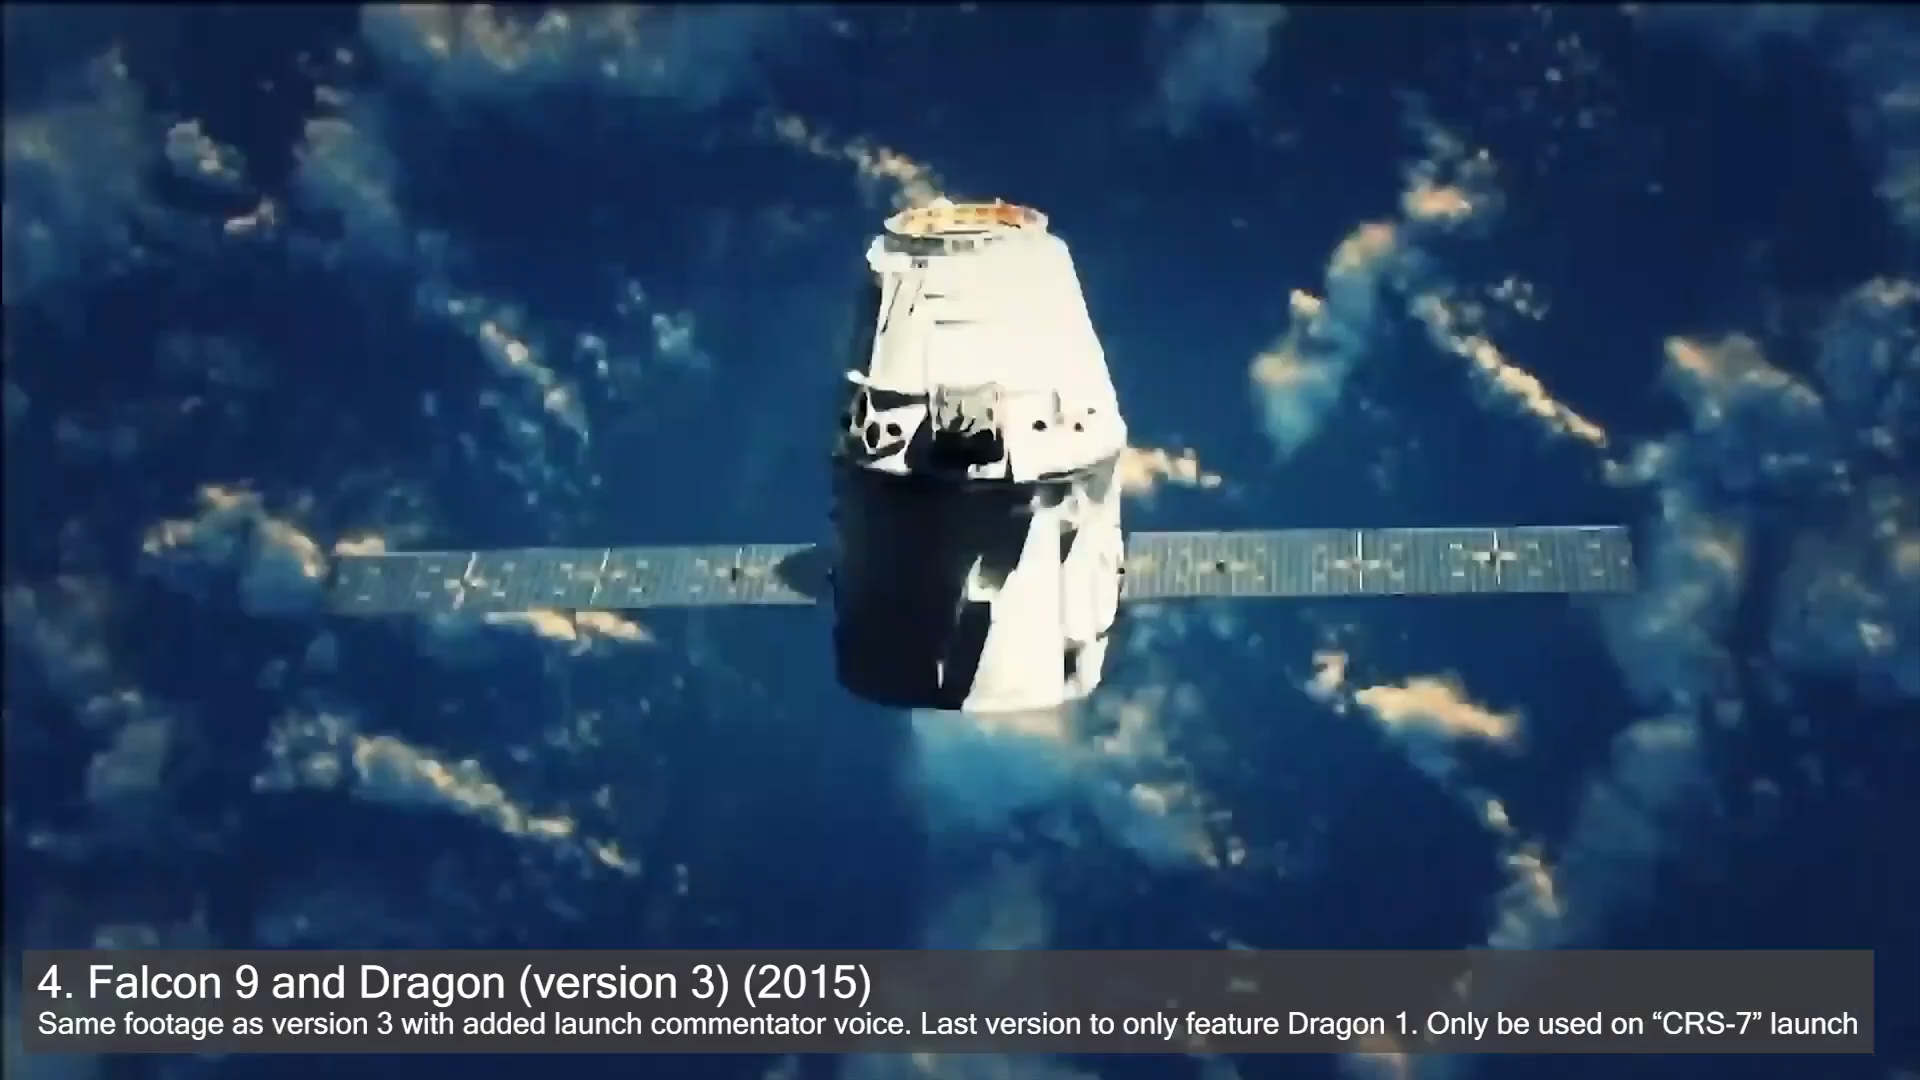 4. Falcon 9 and Dragon (version 3) (2015)
Same footage as version 3 with added launch commentator voice. Last version to only feature Dragon 1. Only be used on “CRS-7” launch